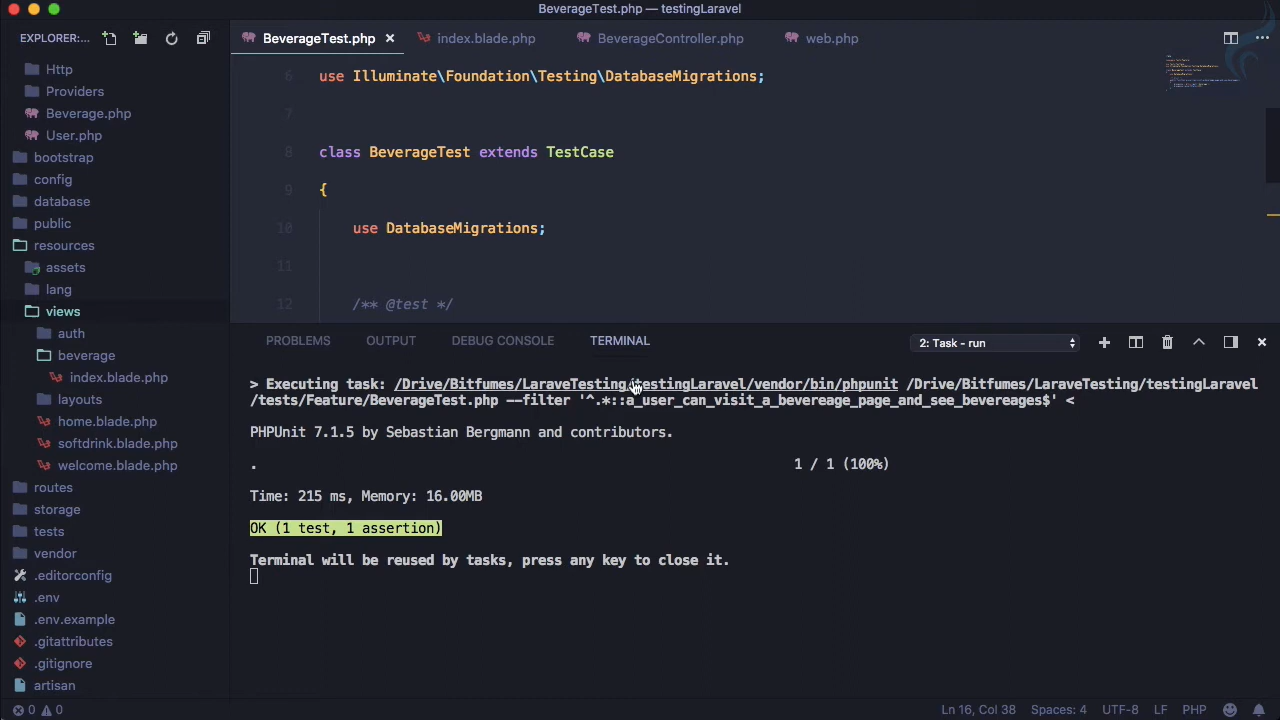 BeverageTest.php — testingLaravel
EXPLORER:...
BeverageTest.php
index.blade.php
BeverageController.php
web.php
Http
Providers
Beverage.php
User.php
bootstrap
config
database
public
resources
assets
lang
views
auth
beverage
index.blade.php
layouts
home.blade.php
softdrink.blade.php
welcome.blade.php
routes
storage
tests
vendor
.editorconfig
.env
.env.example
.gitattributes
.gitignore
artisan
6 use Illuminate\Foundation\Testing\DatabaseMigrations;
7
8 class BeverageTest extends TestCase
9 {
10 use DatabaseMigrations;
11
12 /** @test */
PROBLEMS OUTPUT DEBUG CONSOLE TERMINAL
2: Task - run
> Executing task: /Drive/Bitfumes/LaraveTesting/testingLaravel/vendor/bin/phpunit /Drive/Bitfumes/LaraveTesting/testingLaravel
/tests/Feature/BeverageTest.php --filter '^.*::a_user_can_visit_a_bevereage_page_and_see_bevereages$' <
PHPUnit 7.1.5 by Sebastian Bergmann and contributors.
. 1 / 1 (100%)
Time: 215 ms, Memory: 16.00MB
OK (1 test, 1 assertion)
Terminal will be reused by tasks, press any key to close it.
0 0
Ln 16, Col 38 Spaces: 4 UTF-8 LF PHP